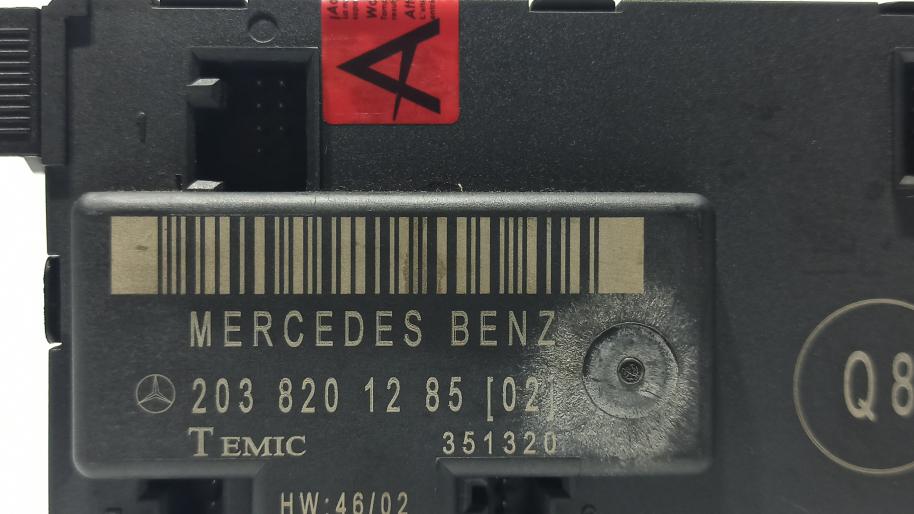 A
MERCEDES BENZ
203 820 12 85 [02]
TEMIC 351320
HW:46/02
Q8